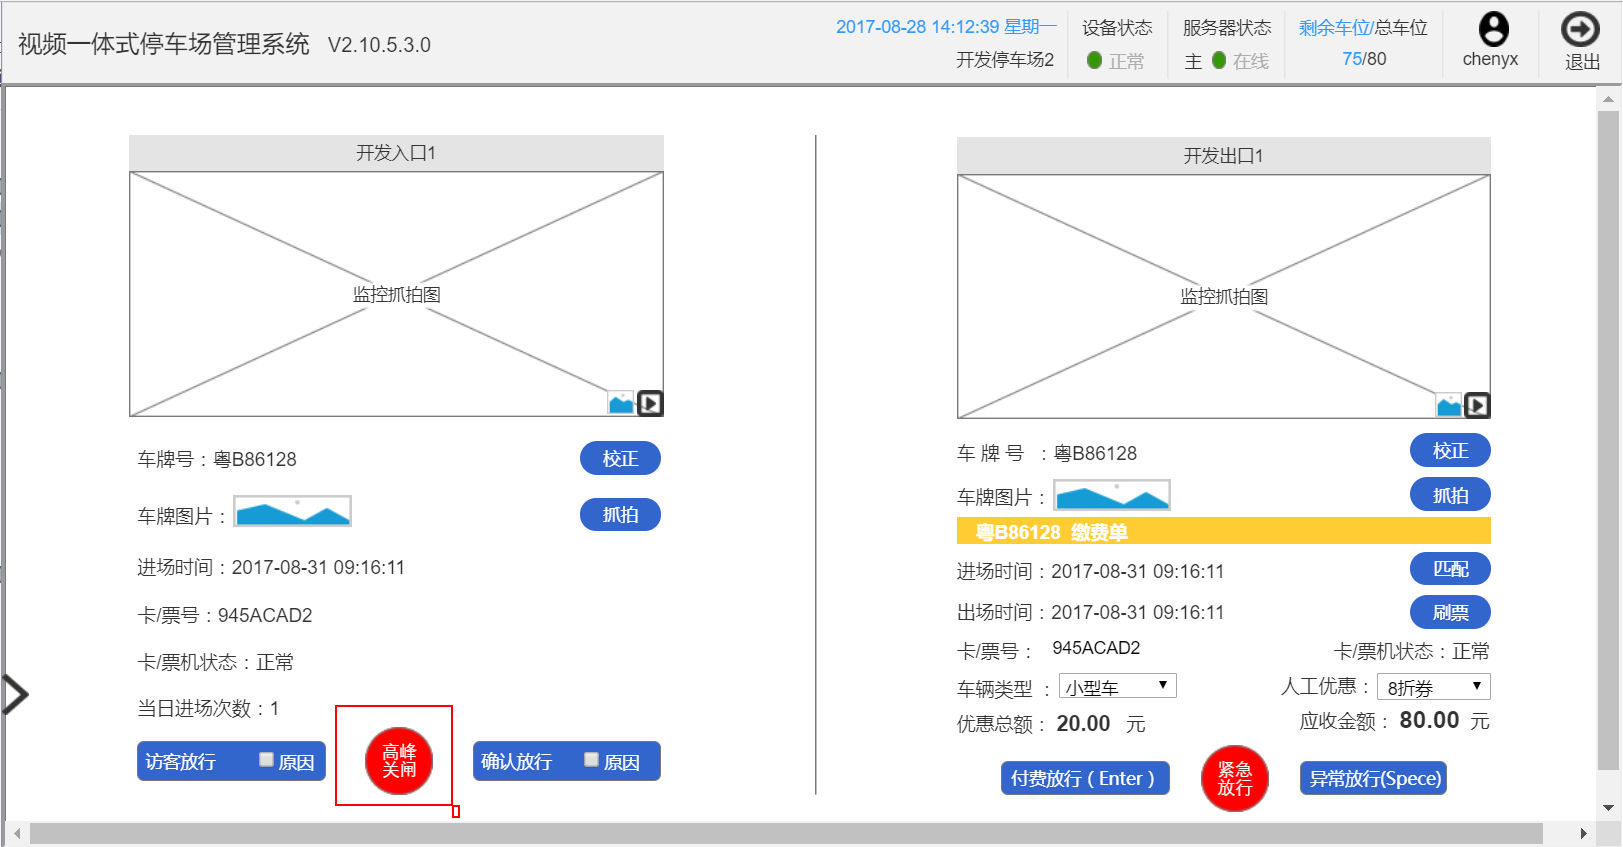 视频一体式停车场管理系统 V2.10.5.3.0
2017-08-28 14:12:39 星期一
开发停车场2
设备状态
正常
服务器状态
主 在线
剩余车位/总车位
75/80
chenyx
退出
开发入口1
监控抓拍图
车牌号：粤B86128
校正
车牌图片：
抓拍
进场时间：2017-08-31 09:16:11
卡/票号：945ACAD2
卡/票机状态：正常
当日进场次数：1
访客放行 原因
高峰
关闸
确认放行 原因
开发出口1
监控抓拍图
车 牌 号 ：粤B86128
校正
车牌图片：
抓拍
粤B86128 缴费单
进场时间：2017-08-31 09:16:11
匹配
出场时间：2017-08-31 09:16:11
刷票
卡/票号： 945ACAD2
卡/票机状态：正常
车辆类型 ： 小型车
人工优惠： 8折券
优惠总额： 20.00 元
应收金额： 80.00 元
付费放行（Enter ）
紧急
放行
异常放行(Spece)